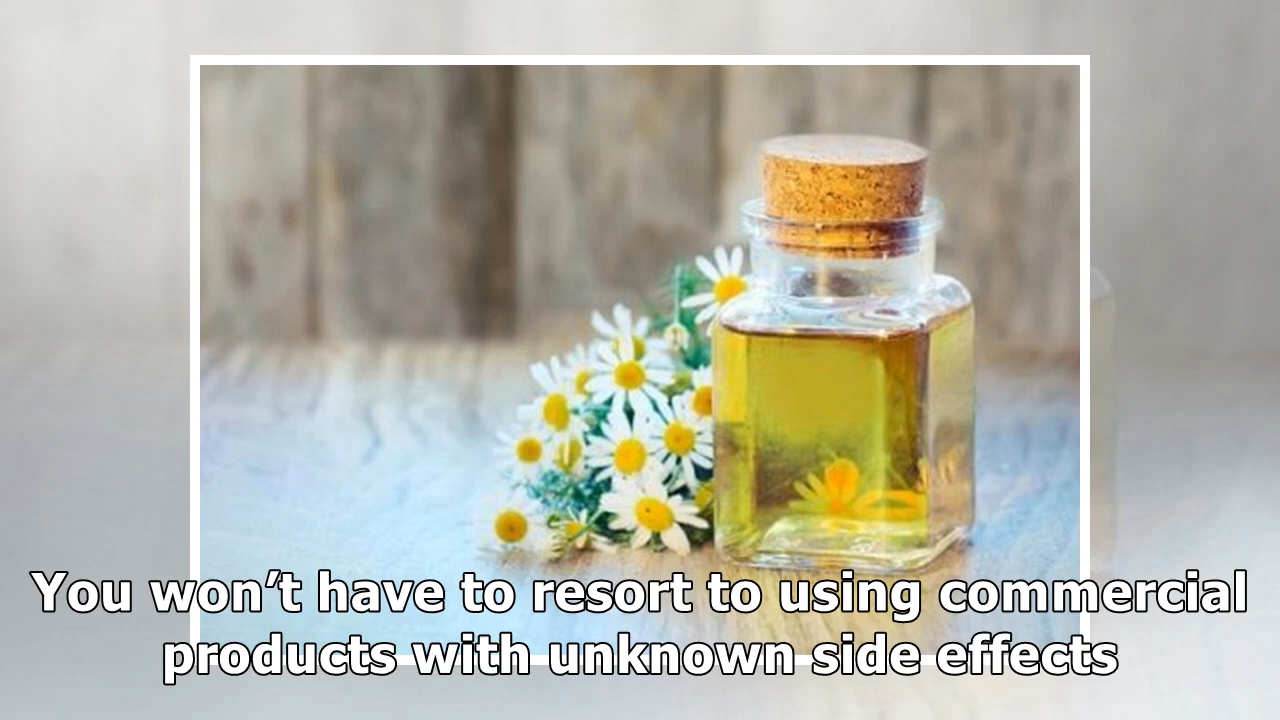 You won’t have to resort to using commercial
products with unknown side effects